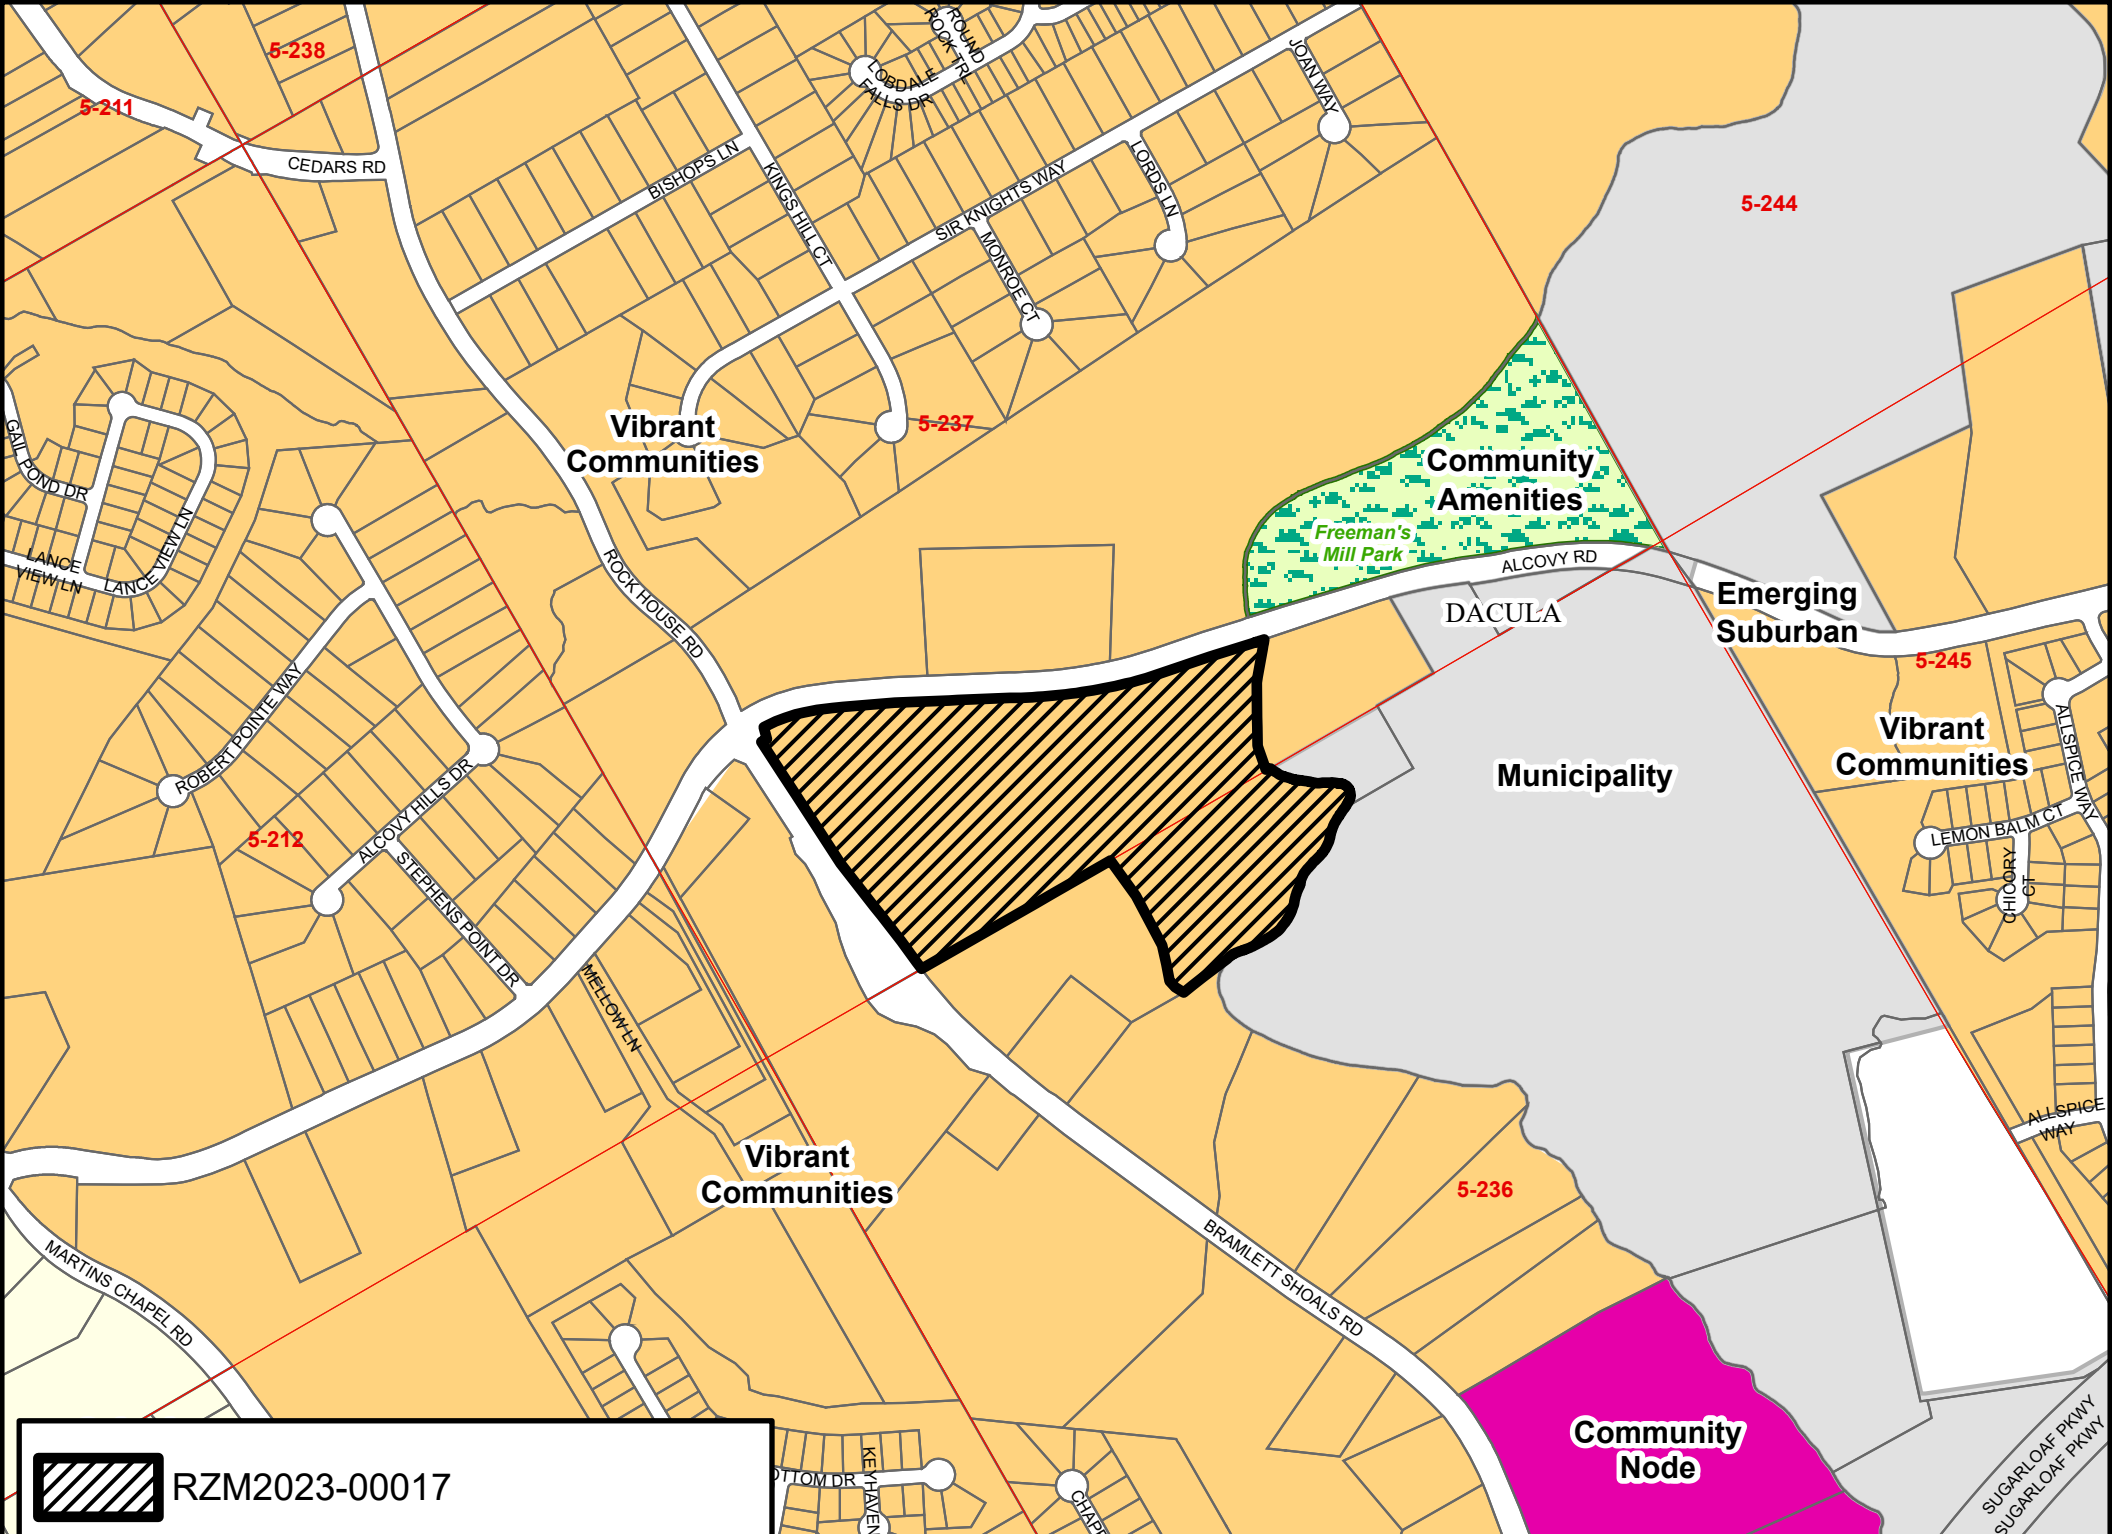 5-238
5-211
CEDARS RD
ROUND
ROCK TRL
LOBDALE
FALLS DR
JOAN WAY
BISHOPS LN
KINGS HILL CT
SIR KNIGHTS WAY
LORDS LN
MONROE CT
5-244
Vibrant
Communities
5-237
GAIL POND DR
LANCE
VIEW LN
LANCE VIEW LN
Community
Amenities
Freeman's
Mill Park
ALCOVY RD
DACULA
Emerging
Suburban
5-245
ROCK HOUSE RD
ROBERT POINTE WAY
ALCOVY HILLS DR
5-212
STEPHENS POINT DR
MELLOW LN
Municipality
Vibrant
Communities
ALLSPICE WAY
LEMON BALM CT
CHICORY
CT
ALLSPICE
WAY
Vibrant
Communities
5-236
BRAMLETT SHOALS RD
MARTINS CHAPEL RD
Community
Node
SUGARLOAF PKWY
SUGARLOAF PKWY
OTTOM DR
KEYHAVEN
CHAP
RZM2023-00017